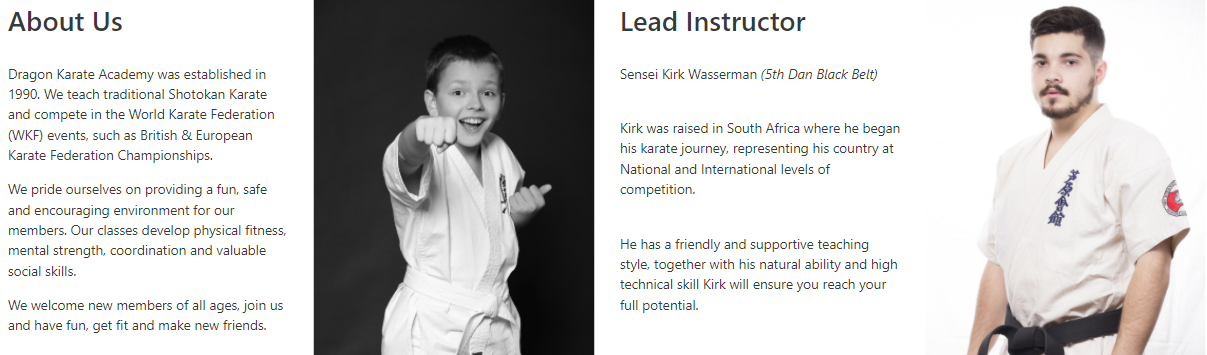 About Us
Dragon Karate Academy was established in
1990. We teach traditional Shotokan Karate
and compete in the World Karate Federation
(WKF) events, such as British & European
Karate Federation Championships.
We pride ourselves on providing a fun, safe
and encouraging environment for our
members. Our classes develop physical fitness,
mental strength, coordination and valuable
social skills.
We welcome new members of all ages, join us
and have fun, get fit and make new friends.
Lead Instructor
Sensei Kirk Wasserman (5th Dan Black Belt)
Kirk was raised in South Africa where he began
his karate journey, representing his country at
National and International levels of
competition.
He has a friendly and supportive teaching
style, together with his natural ability and high
technical skill Kirk will ensure you reach your
full potential.
芦原會館